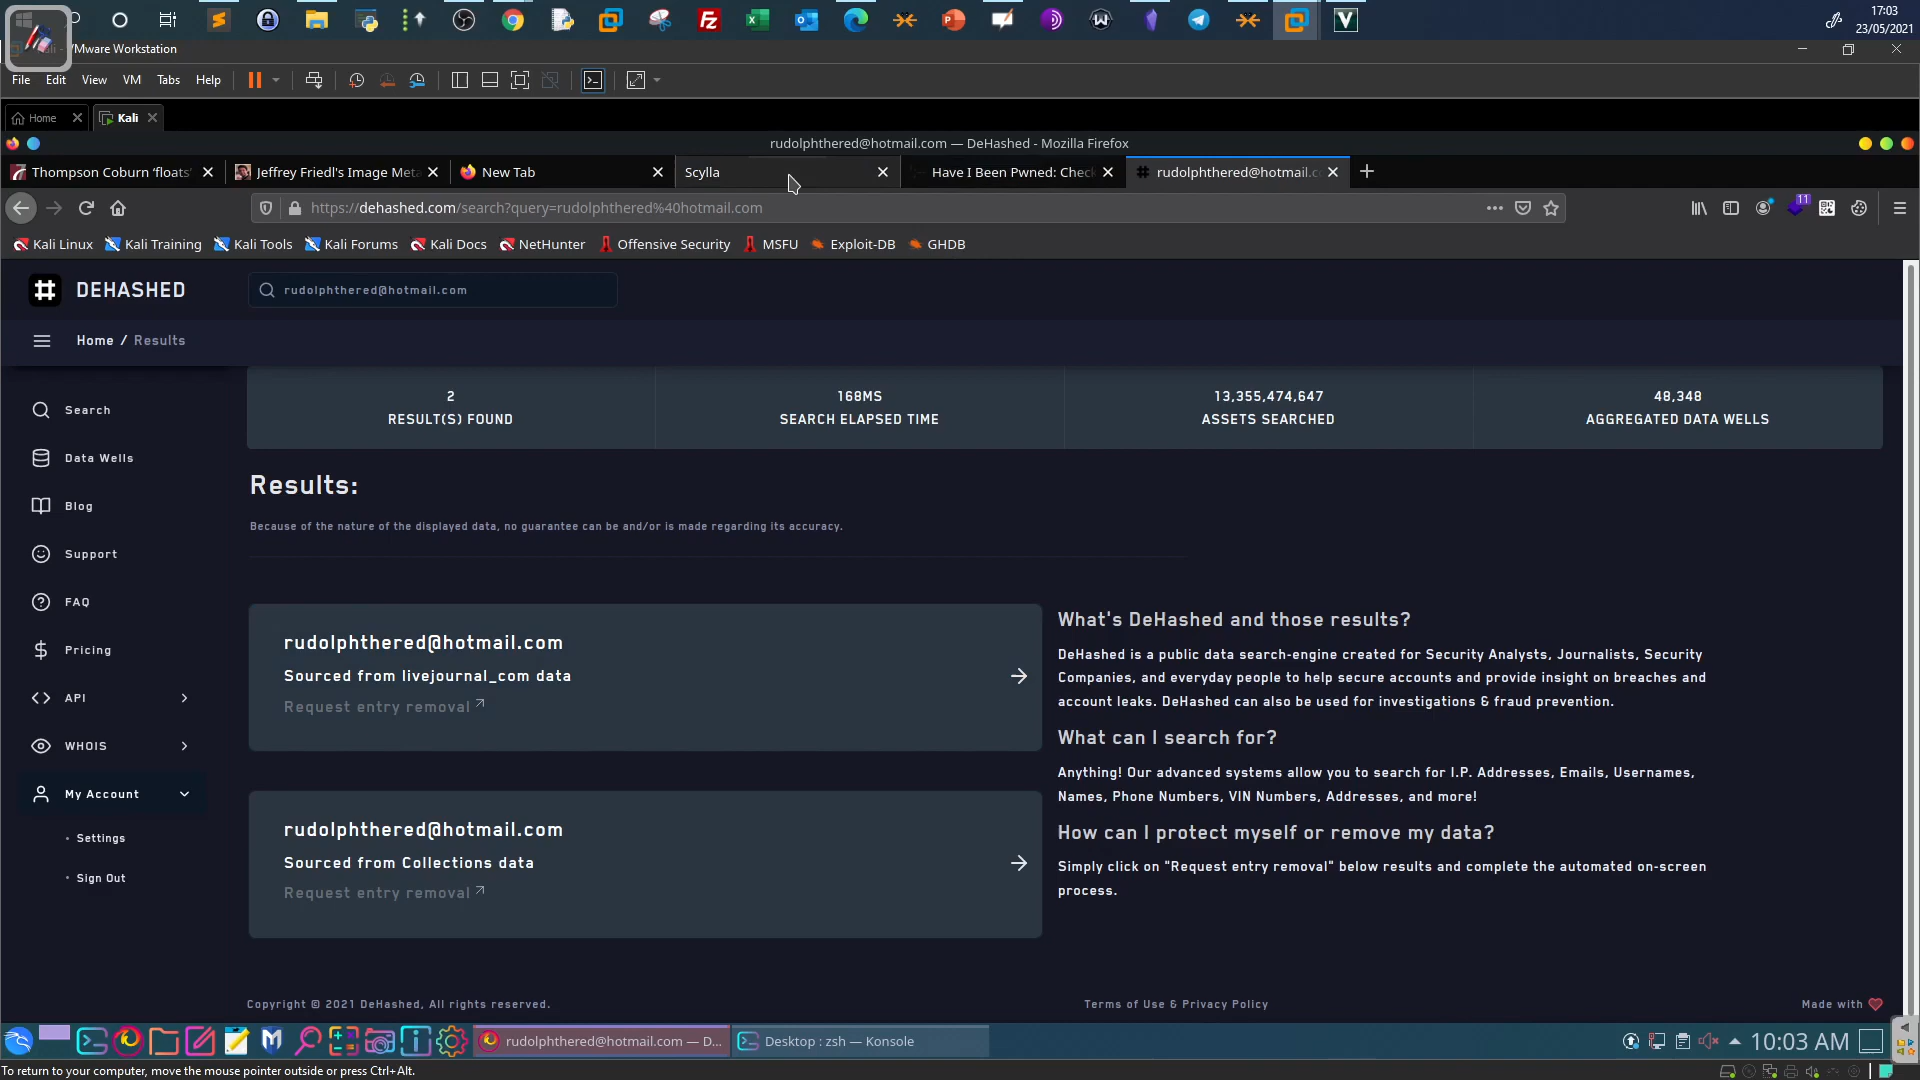 17:03
23/05/2021
VMware Workstation
File Edit View VM Tabs Help
Home Kali
rudolphthered@hotmail.com — DeHashed - Mozilla Firefox
Thompson Coburn ‘floats’ Jeffrey Friedl's Image Meta New Tab Scylla Have I Been Pwned: Check rudolphthered@hotmail.c
https://dehashed.com/search?query=rudolphthered%40hotmail.com
11
Kali Linux Kali Training Kali Tools Kali Forums Kali Docs NetHunter Offensive Security MSFU Exploit-DB GHDB
DEHASHED
rudolphthered@hotmail.com
Home / Results
Search
Data Wells
Blog
Support
FAQ
Pricing
API
WHOIS
My Account
Settings
Sign Out
2
RESULT(S) FOUND
168MS
SEARCH ELAPSED TIME
13,355,474,647
ASSETS SEARCHED
48,348
AGGREGATED DATA WELLS
Results:
Because of the nature of the displayed data, no guarantee can be and/or is made regarding its accuracy.
rudolphthered@hotmail.com
Sourced from livejournal_com data
Request entry removal
rudolphthered@hotmail.com
Sourced from Collections data
Request entry removal
What's DeHashed and those results?
DeHashed is a public data search-engine created for Security Analysts, Journalists, Security
Companies, and everyday people to help secure accounts and provide insight on breaches and
account leaks. DeHashed can also be used for investigations & fraud prevention.
What can I search for?
Anything! Our advanced systems allow you to search for I.P. Addresses, Emails, Usernames,
Names, Phone Numbers, VIN Numbers, Addresses, and more!
How can I protect myself or remove my data?
Simply click on "Request entry removal" below results and complete the automated on-screen
process.
Copyright © 2021 DeHashed, All rights reserved.
Terms of Use & Privacy Policy
Made with
rudolphthered@hotmail.com — D...
Desktop : zsh — Konsole
10:03 AM
To return to your computer, move the mouse pointer outside or press Ctrl+Alt.